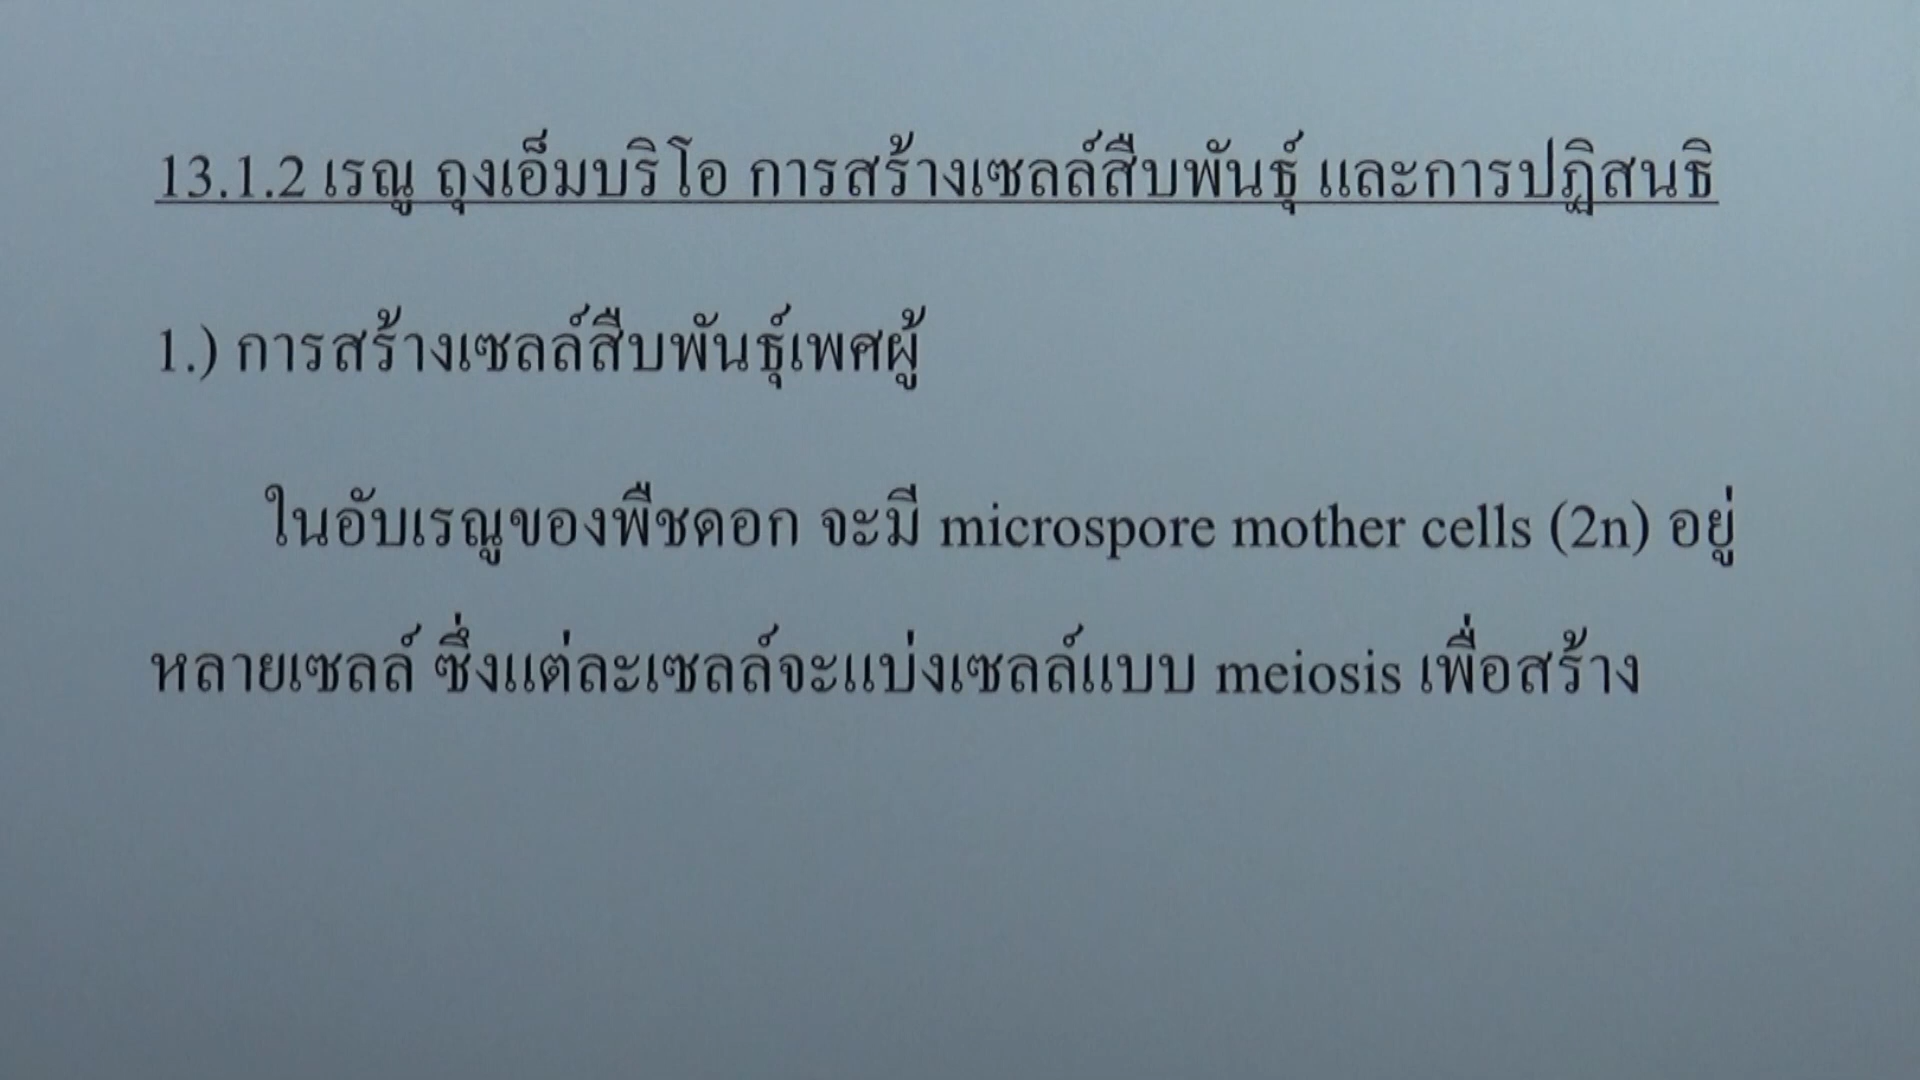 13.1.2 เรณู ถุงเอ็มบริโอ การสร้างเซลล์สืบพันธุ์ และการปฏิสนธิ
1.) การสร้างเซลล์สืบพันธุ์เพศผู้
ในอับเรณูของพืชดอก จะมี microspore mother cells (2n) อยู่
หลายเซลล์ ซึ่งแต่ละเซลล์จะแบ่งเซลล์แบบ meiosis เพื่อสร้าง